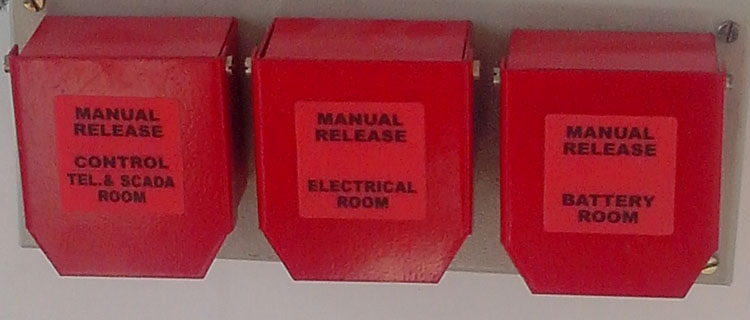 MANUAL
RELEASE
CONTROL
TEL.& SCADA
ROOM
MANUAL
RELEASE
ELECTRICAL
ROOM
MANUAL
RELEASE
BATTERY
ROOM